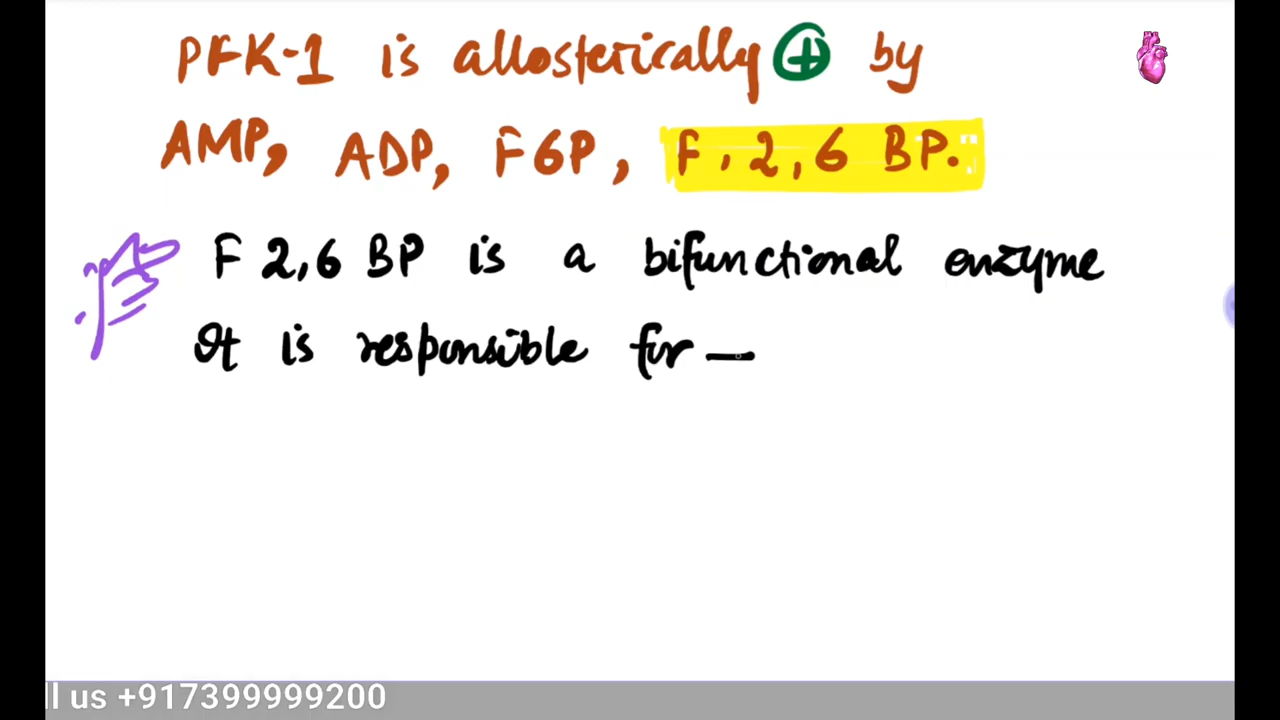 PFK-1 is allosterically ⊕ by
AMP, ADP, F6P, F, 2, 6 BP.
F 2,6 BP is a bifunctional enzyme
It is responsible for —
ll us +917399999200